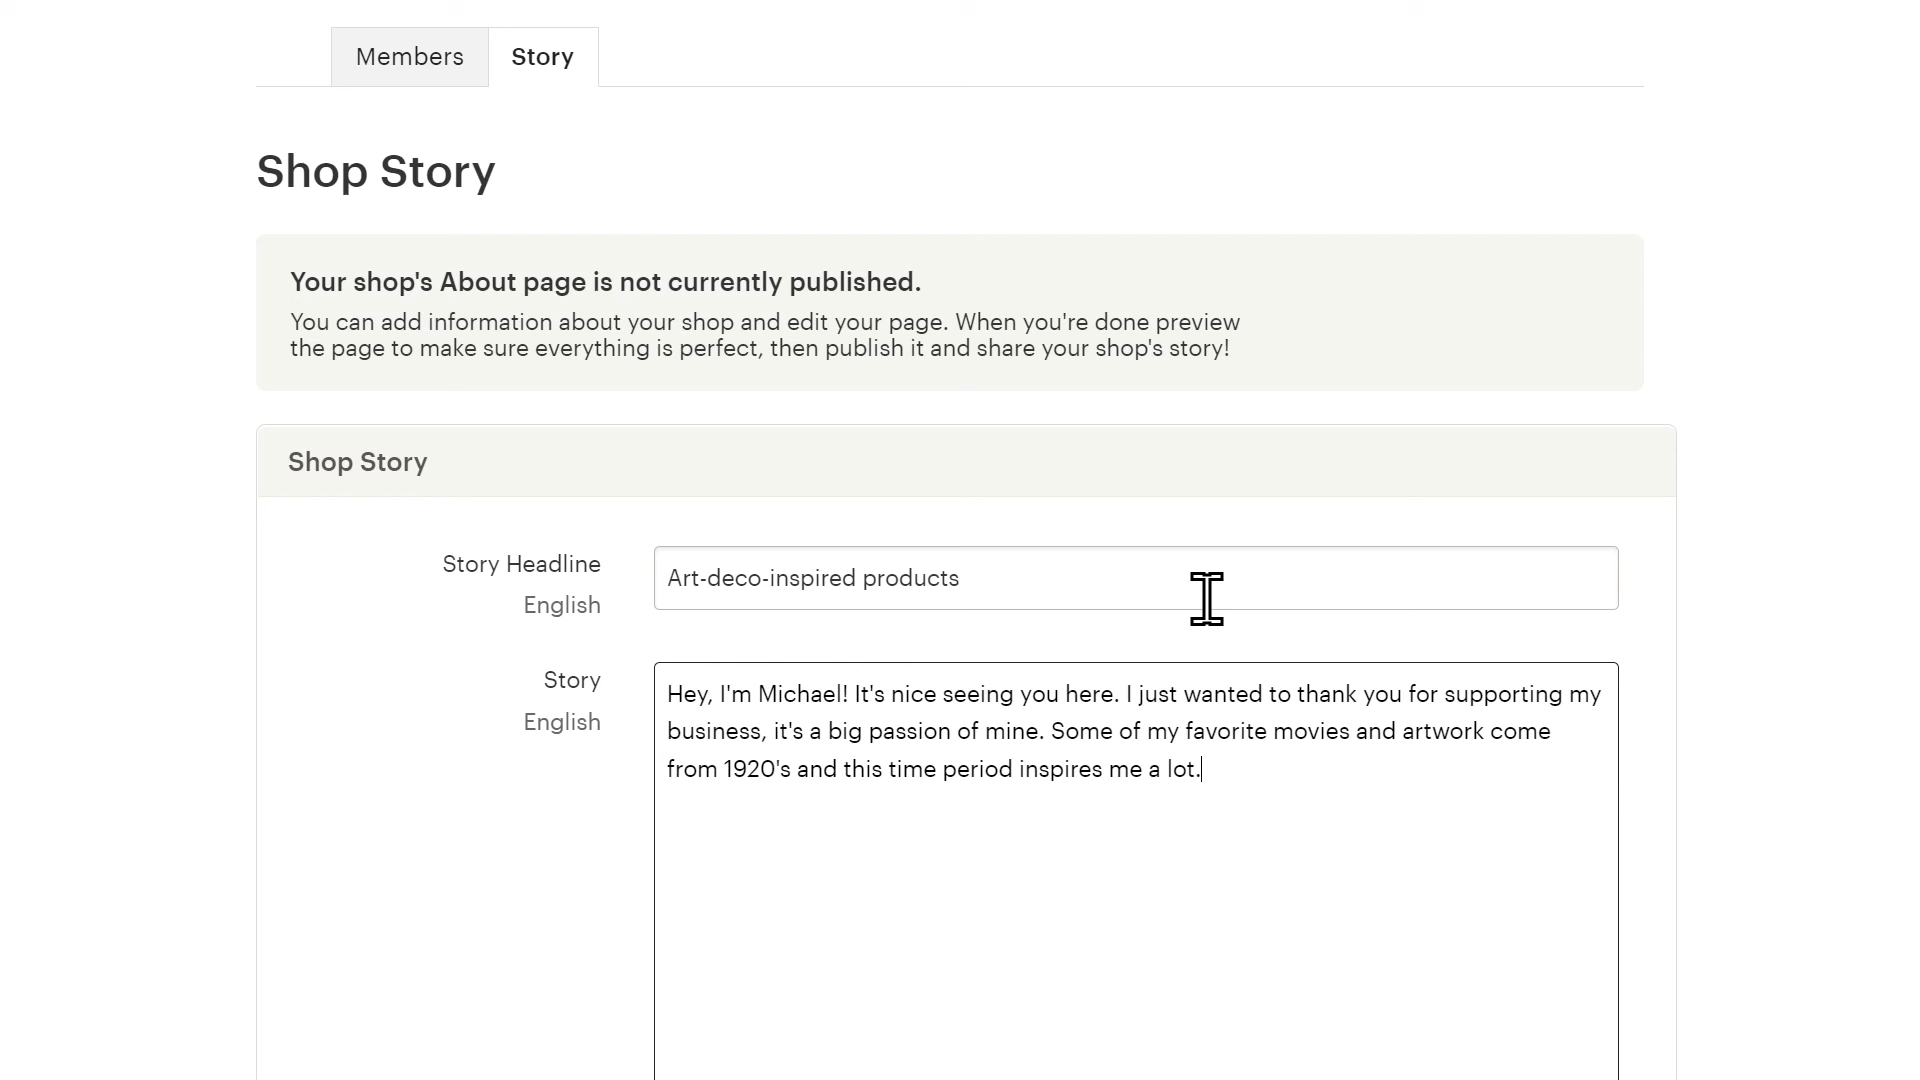 Members
Story
Shop Story
Your shop's About page is not currently published.
You can add information about your shop and edit your page. When you're done preview
the page to make sure everything is perfect, then publish it and share your shop's story!
Shop Story
Story Headline
English
Art-deco-inspired products
Story
English
Hey, I'm Michael! It's nice seeing you here. I just wanted to thank you for supporting my
business, it's a big passion of mine. Some of my favorite movies and artwork come
from 1920's and this time period inspires me a lot.